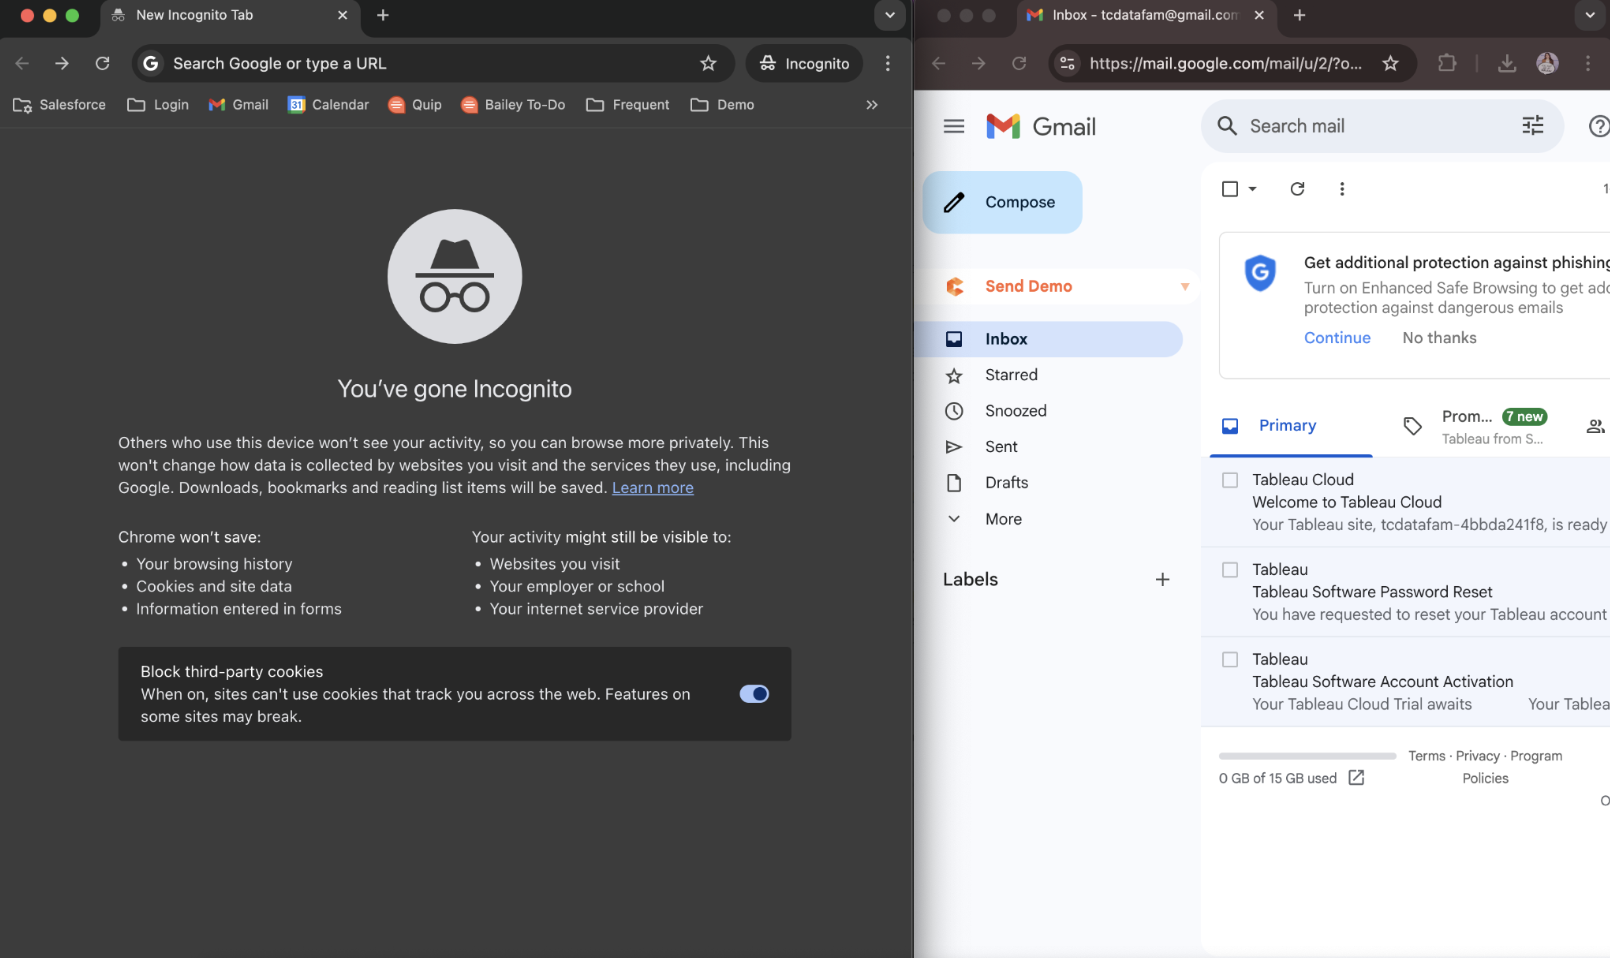 New Incognito Tab
Search Google or type a URL
Incognito
Salesforce
Login
Gmail
31
Calendar
Quip
Bailey To-Do
Frequent
Demo
You've gone Incognito
Others who use this device won't see your activity, so you can browse more privately. This
won't change how data is collected by websites you visit and the services they use, including
Google. Downloads, bookmarks and reading list items will be saved. Learn more
Chrome won't save:
• Your browsing history
• Cookies and site data
• Information entered in forms
Your activity might still be visible to:
• Websites you visit
• Your employer or school
• Your internet service provider
Block third-party cookies
When on, sites can't use cookies that track you across the web. Features on
some sites may break.
Inbox - tcdatafam@gmail.com
https://mail.google.com/mail/u/2/?o...
Gmail
Search mail
Compose
Send Demo
Inbox
Starred
Snoozed
Sent
Drafts
More
Labels
Get additional protection against phishing
Turn on Enhanced Safe Browsing to get
protection against dangerous emails
Continue
No thanks
Primary
Prom...
7 new
Tableau from S...
Tableau Cloud
Welcome to Tableau Cloud
Your Tableau site, tcdatafam-4bbda241f8, is ready
Tableau
Tableau Software Password Reset
You have requested to reset your Tableau account
Tableau
Tableau Software Account Activation
Your Tableau Cloud Trial awaits
Your
0 GB of 15 GB used
Terms · Privacy · Program
Policies